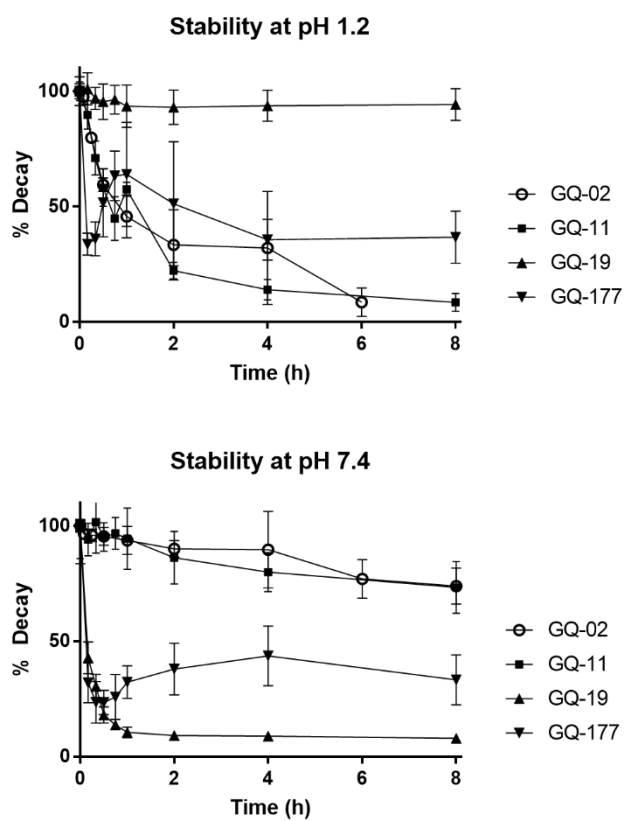 Stability at pH 1.2
100
50
0
% Decay
0
2
4
6
8
Time (h)
GQ-02
GQ-11
GQ-19
GQ-177
Stability at pH 7.4
100
50
0
% Decay
0
2
4
6
8
Time (h)
GQ-02
GQ-11
GQ-19
GQ-177